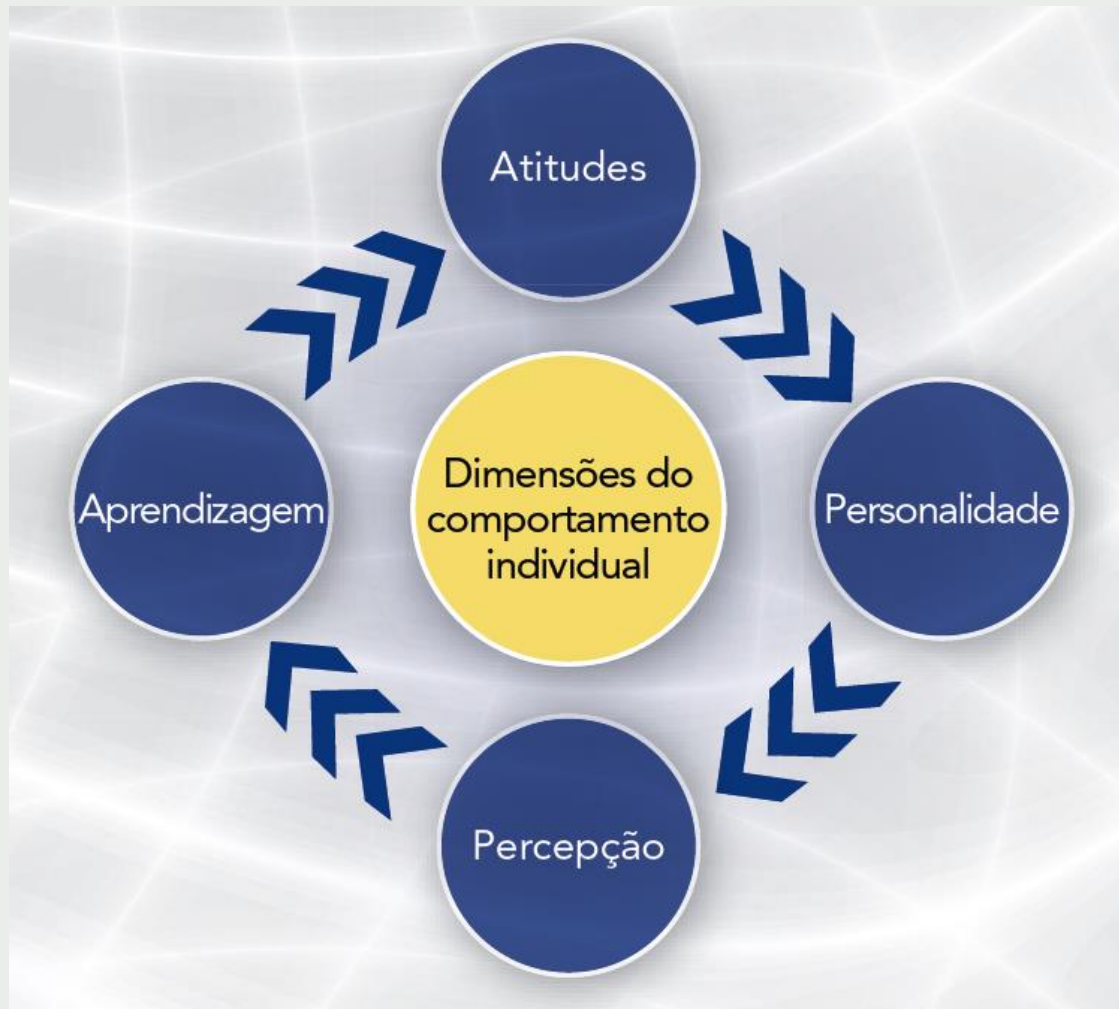 Atitudes
Aprendizagem
Dimensões do
comportamento
individual
Personalidade
Percepção